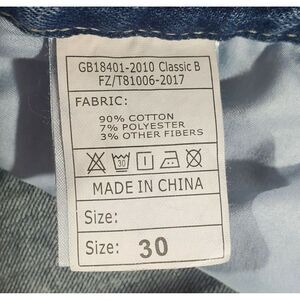 GB18401-2010 Classic B
FZ/T81006-2017
FABRIC:
90% COTTON
7% POLYESTER
3% OTHER FIBERS
30
MADE IN CHINA
Size:
Size: 30